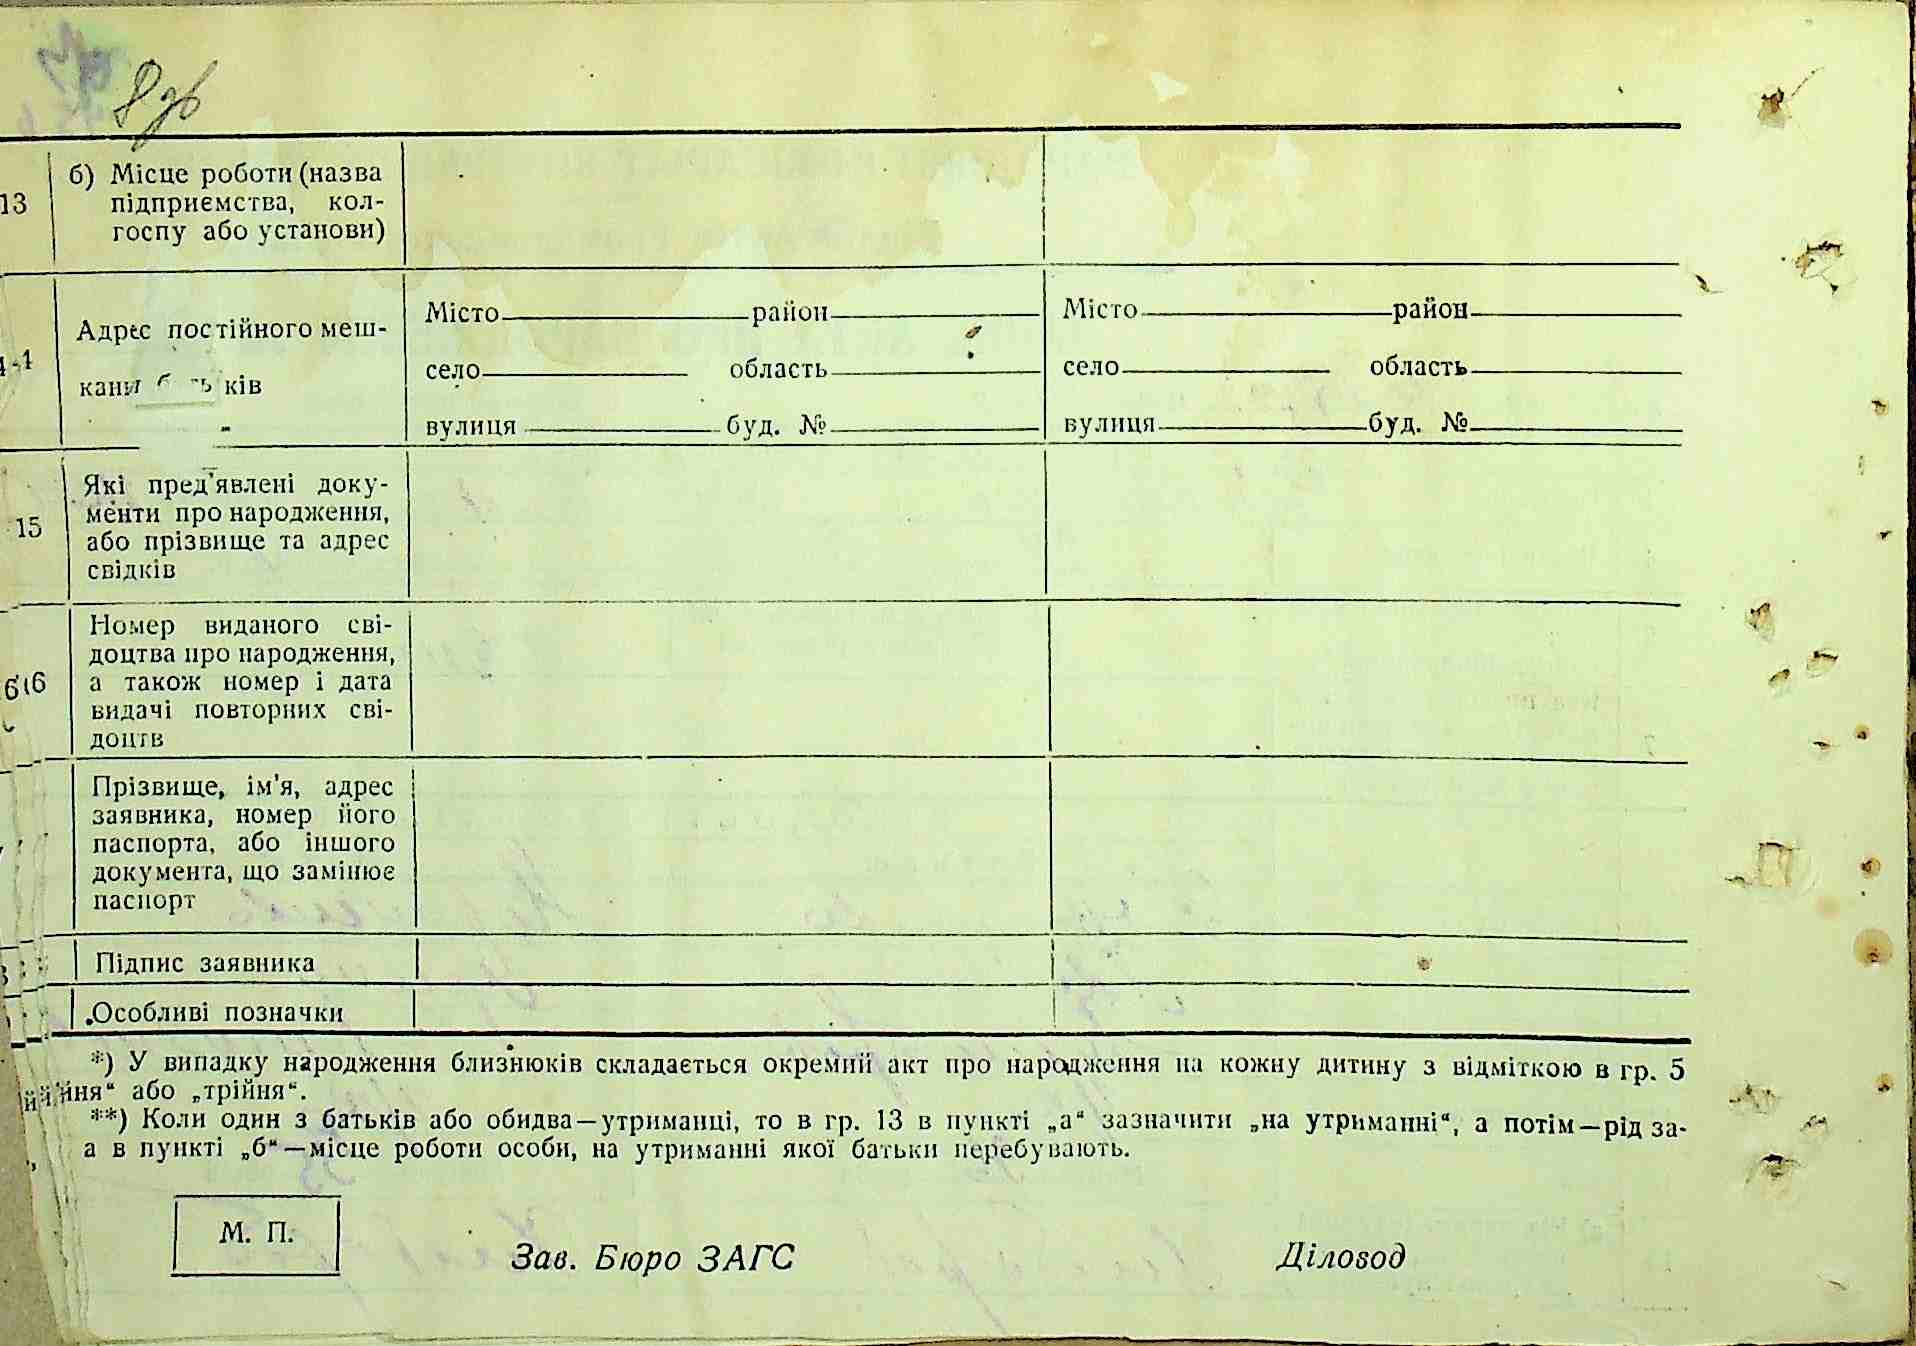 8
13
б) Місце роботи (назва
підприємства, кол-
госпу або установи)
Адрес постійного меш-
ків
Місто район
село область
вулиця буд. №
Місто район
село область
вулиця буд. №
15
Які пред'явлені доку-
менти про народження,
або прізвище та адрес
свідків
16
Номер виданого сві-
доцтва про народження,
а також номер і дата
видачі повторних сві-
доцтв
Прізвище, ім'я, адрес
заявника, номер його
паспорта, або іншого
документа, що замінює
паспорт
Підпис заявника
Особливі позначки
*) У випадку народження близнюків складається окремий акт про народження на кожну дитину з відміткою в гр. 5
йня“ або „трійня“.
**) Коли один з батьків або обидва—утриманці, то в гр. 13 в пункті „а“ зазначити „на утриманні“, а потім—рід за-
а в пункті „б“—місце роботи особи, на утриманні якої батьки перебувають.
М. П.
Зав. Бюро ЗАГС
Діловод